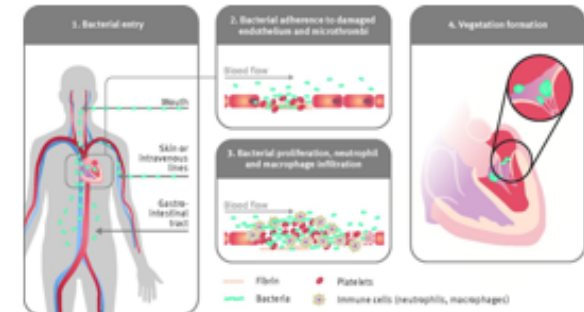 1. Bacterial entry
Mouth
Skin or
intravenous
lines
Gastro-
intestinal
tract
2. Bacterial adherence to damaged
endothelium and microthrombi
Blood flow
3. Bacterial proliferation, neutrophil
and macrophage infiltration
Blood flow
4. Vegetation formation
Fibrin
Platelets
Bacteria
Immune cells (neutrophils, macrophages)